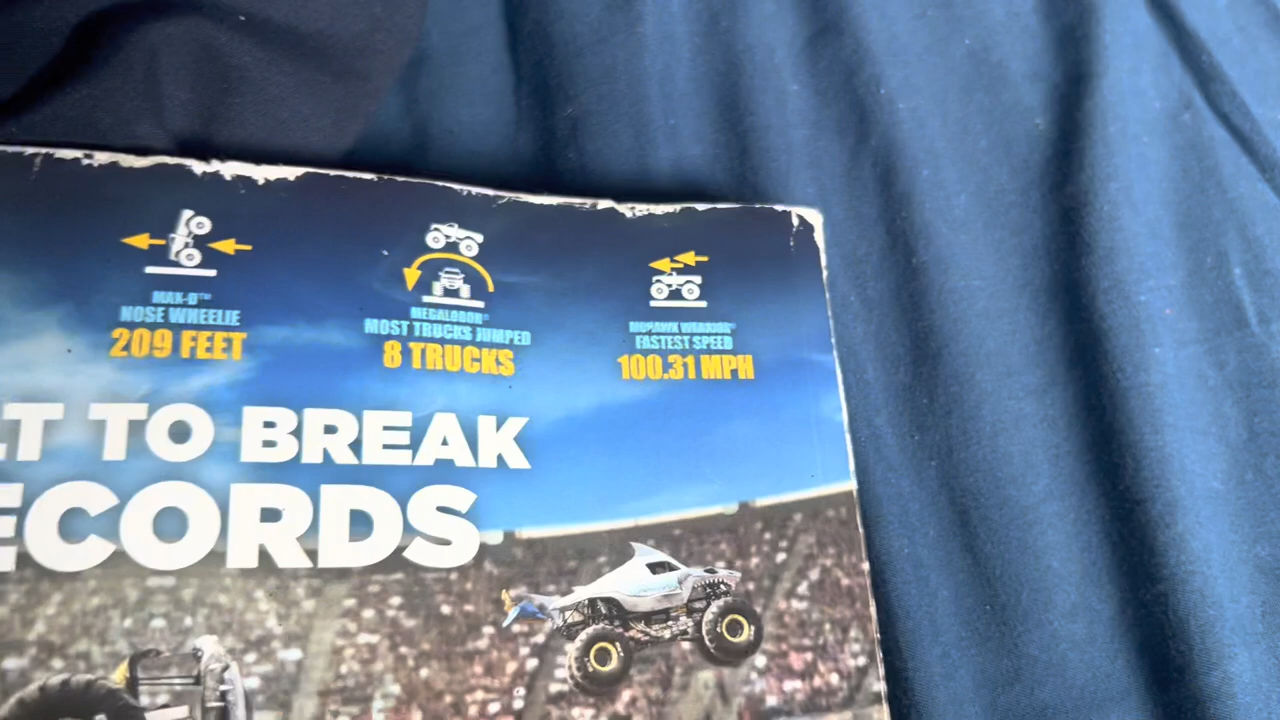 MAX-D™
NOSE WHEELIE
209 FEET
MEGALODON®
MOST TRUCKS JUMPED
8 TRUCKS
MOHAWK WARRIOR®
FASTEST SPEED
100.31 MPH
LT TO BREAK
ECORDS